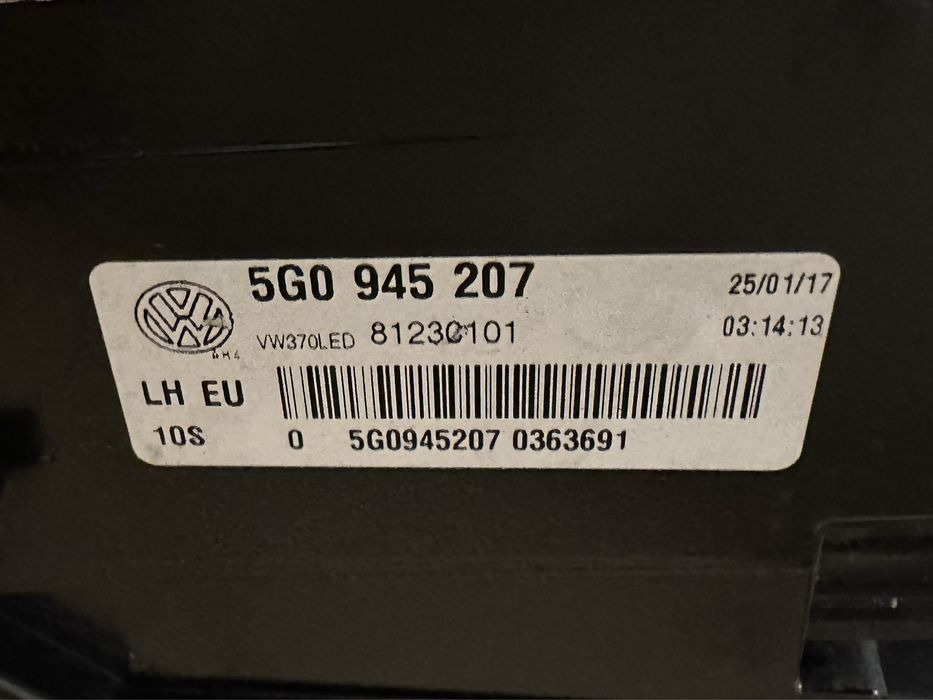 5G0 945 207
25/01/17
VW370LED 81230101
03:14:13
LH EU
10S
0 5G0945207 0363691